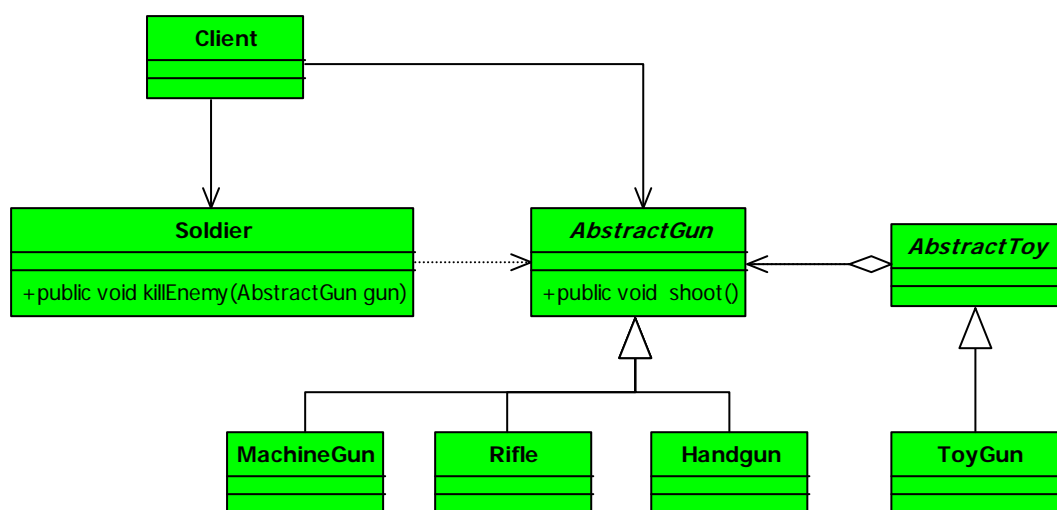 Client
Soldier
+public void killEnemy(AbstractGun gun)
AbstractGun
+public void shoot()
AbstractToy
MachineGun
Rifle
Handgun
ToyGun